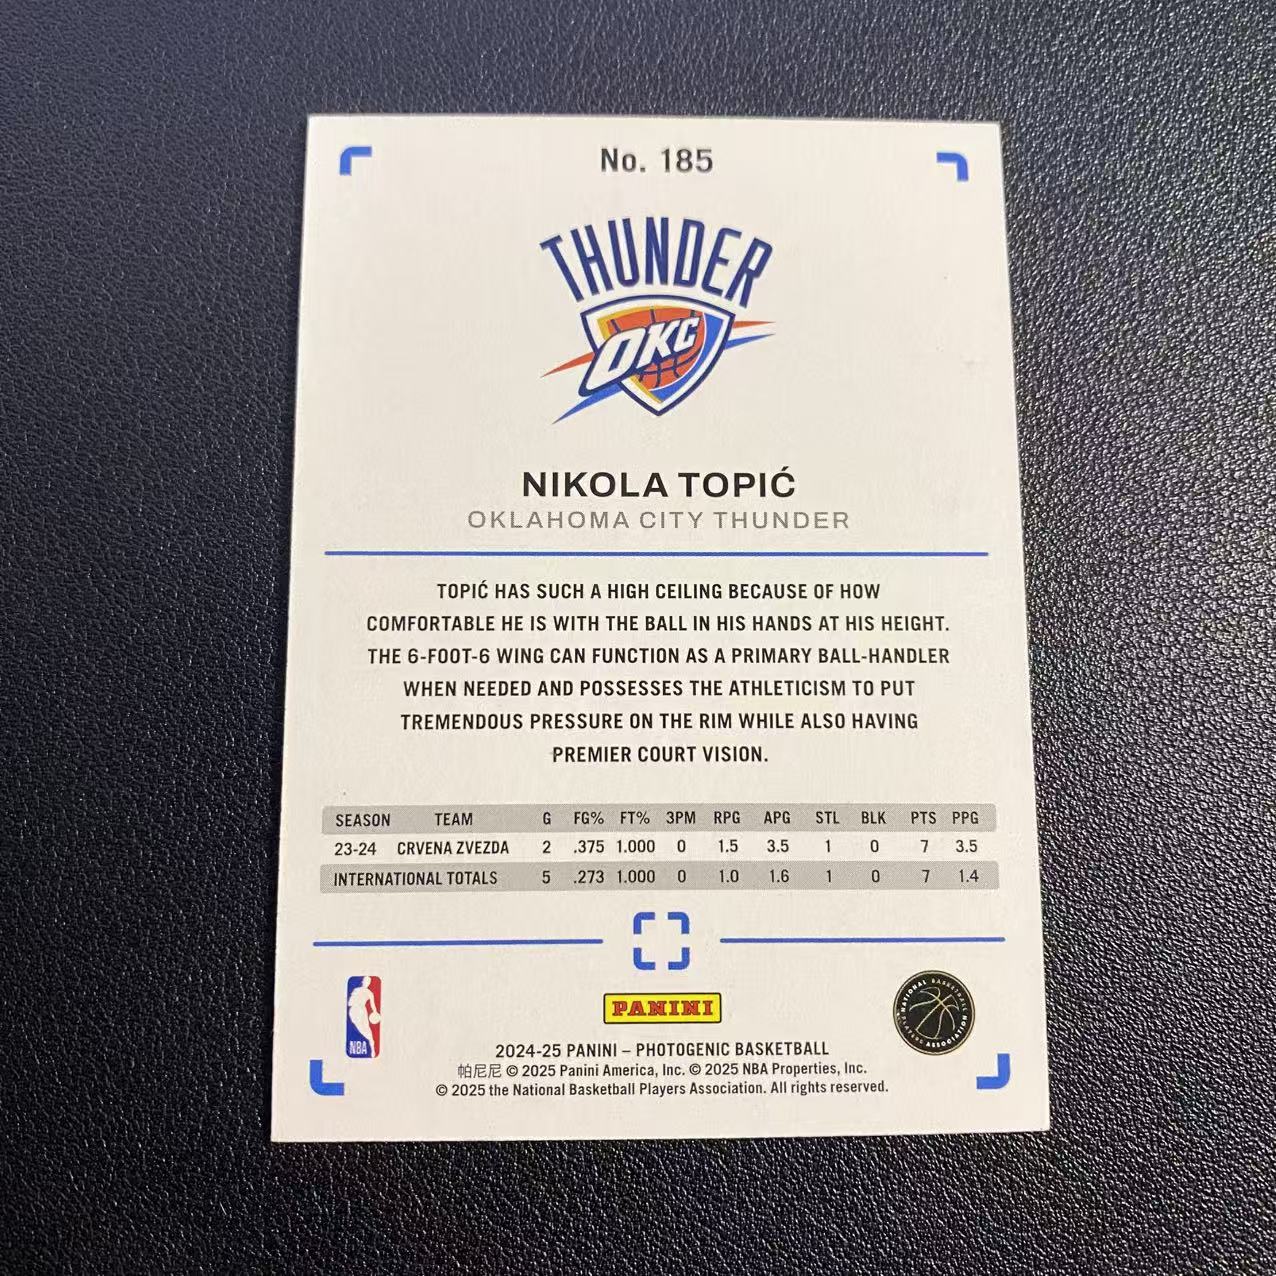 No. 185
THUNDER
OKC
NIKOLA TOPIĆ
OKLAHOMA CITY THUNDER
TOPIĆ HAS SUCH A HIGH CEILING BECAUSE OF HOW
COMFORTABLE HE IS WITH THE BALL IN HIS HANDS AT HIS HEIGHT.
THE 6-FOOT-6 WING CAN FUNCTION AS A PRIMARY BALL-HANDLER
WHEN NEEDED AND POSSESSES THE ATHLETICISM TO PUT
TREMENDOUS PRESSURE ON THE RIM WHILE ALSO HAVING
PREMIER COURT VISION.
SEASON TEAM G FG% FT% 3PM RPG APG STL BLK PTS PPG
23-24 CRVENA ZVEZDA 2 .375 1.000 0 1.5 3.5 1 0 7 3.5
INTERNATIONAL TOTALS 5 .273 1.000 0 1.0 1.6 1 0 7 1.4
NBA
PANINI
NATIONAL BASKETBALL PLAYERS ASSOCIATION
2024-25 PANINI – PHOTOGENIC BASKETBALL
帕尼尼 © 2025 Panini America, Inc. © 2025 NBA Properties, Inc.
© 2025 the National Basketball Players Association. All rights reserved.